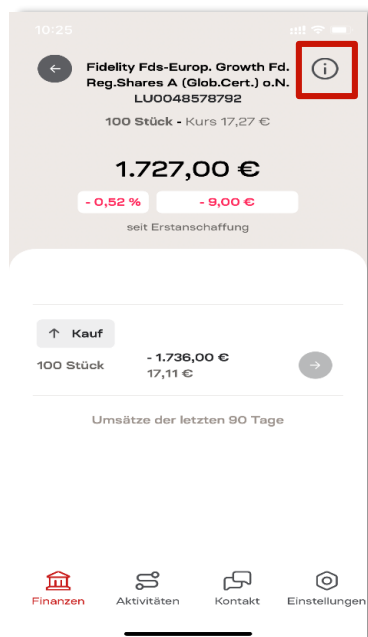 10:25
Fidelity Fds-Europ. Growth Fd.
Reg.Shares A (Glob.Cert.) o.N.
LU0048578792
100 Stück - Kurs 17,27 €
1.727,00 €
- 0,52 % - 9,00 €
seit Erstanschaffung
Kauf
100 Stück - 1.736,00 €
17,11 €
Umsätze der letzten 90 Tage
Finanzen Aktivitäten Kontakt Einstellungen